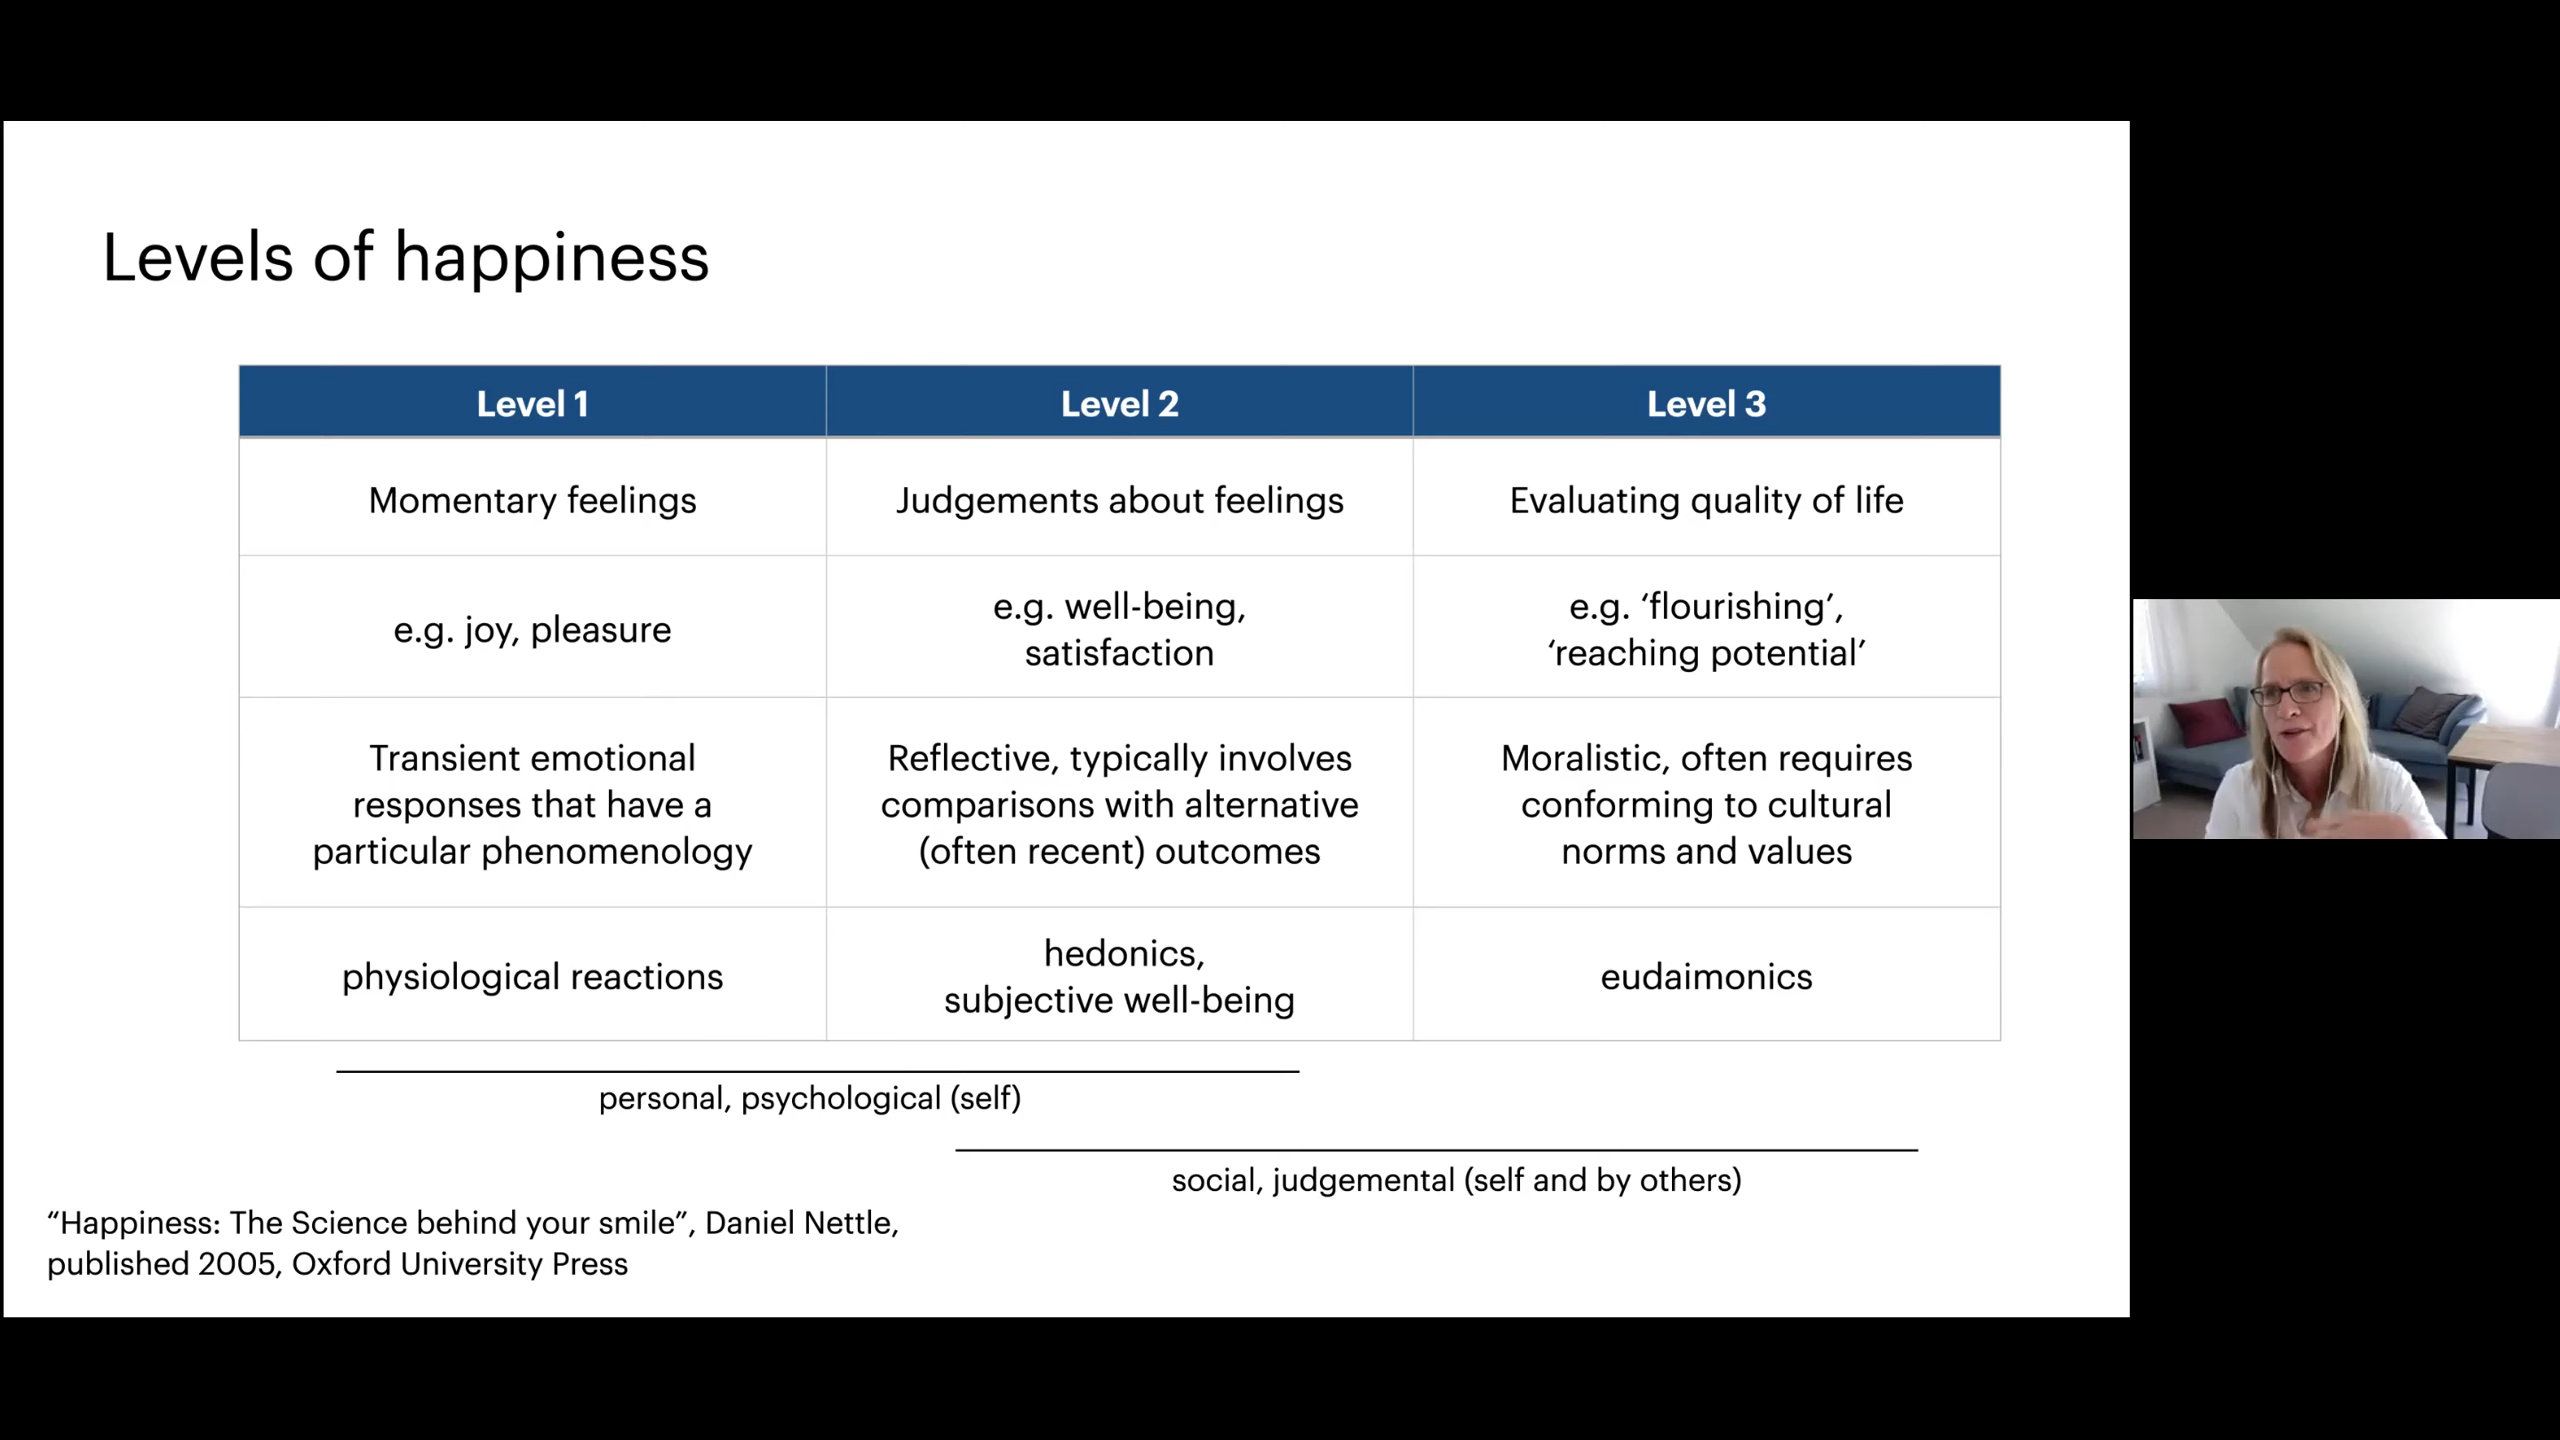 Levels of happiness
Level 1
Level 2
Level 3
Momentary feelings
Judgements about feelings
Evaluating quality of life
e.g. joy, pleasure
e.g. well-being,
satisfaction
e.g. ‘flourishing’,
‘reaching potential’
Transient emotional
responses that have a
particular phenomenology
Reflective, typically involves
comparisons with alternative
(often recent) outcomes
Moralistic, often requires
conforming to cultural
norms and values
physiological reactions
hedonics,
subjective well-being
eudaimonics
personal, psychological (self)
social, judgemental (self and by others)
“Happiness: The Science behind your smile”, Daniel Nettle,
published 2005, Oxford University Press